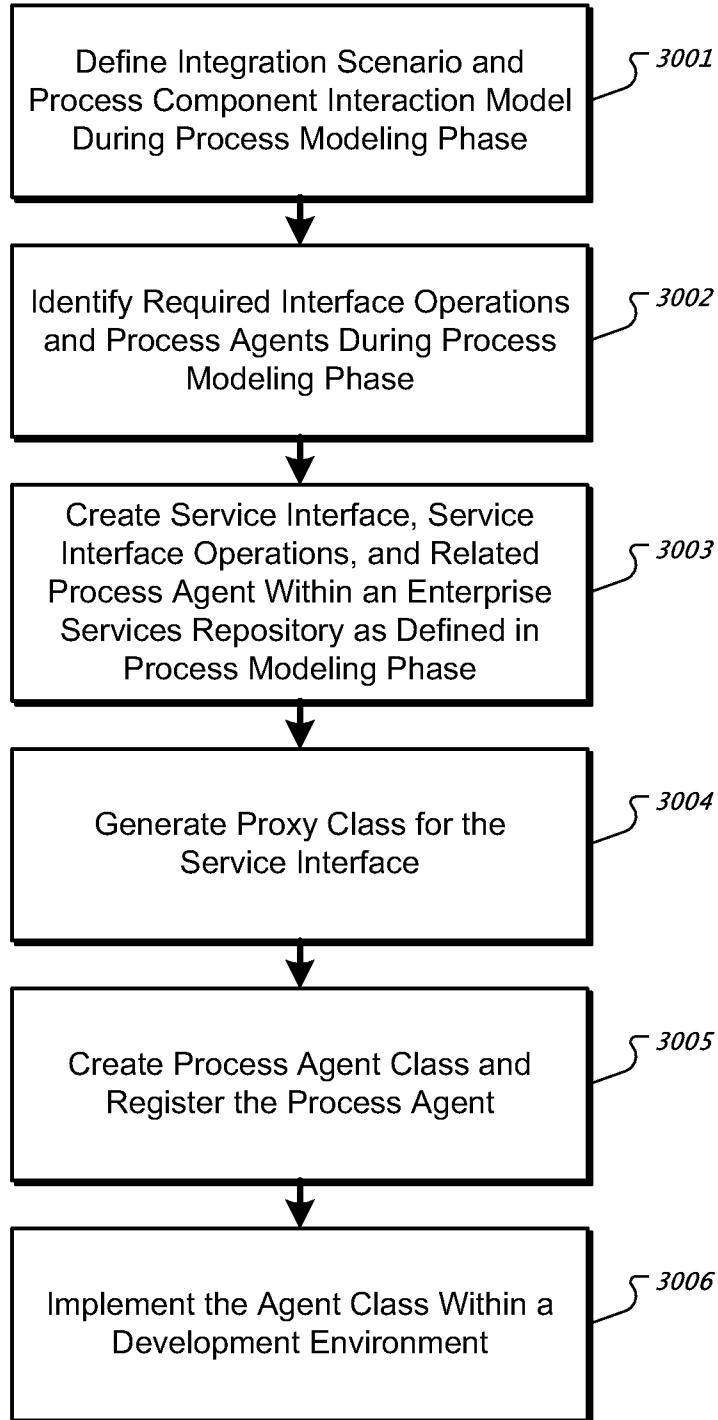 Define Integration Scenario and
Process Component Interaction Model
During Process Modeling Phase
3001
Identify Required Interface Operations
and Process Agents During Process
Modeling Phase
3002
Create Service Interface, Service
Interface Operations, and Related
Process Agent Within an Enterprise
Services Repository as Defined in
Process Modeling Phase
3003
Generate Proxy Class for the
Service Interface
3004
Create Process Agent Class and
Register the Process Agent
3005
Implement the Agent Class Within a
Development Environment
3006